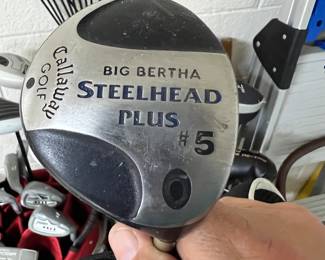 Callaway
GOLF
BIG BERTHA
STEELHEAD
PLUS
#5